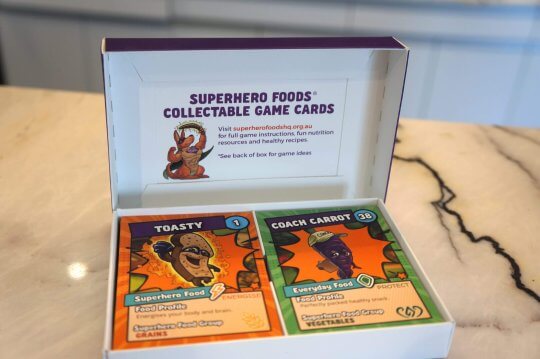 SUPERHERO FOODS®
COLLECTABLE GAME CARDS
Visit superherofoodshq.org.au
for full game instructions, fun nutrition
resources and healthy recipes.
*See back of box for game ideas
TOASTY 1
Superhero Food
ENERGISE
Food Profile
Energises your body and brain.
Superhero Food Group
GRAINS
COACH CARROT 38
Everyday Food
PROTECT
Food Profile
Perfectly packed healthy snack.
Superhero Food Group
VEGETABLES